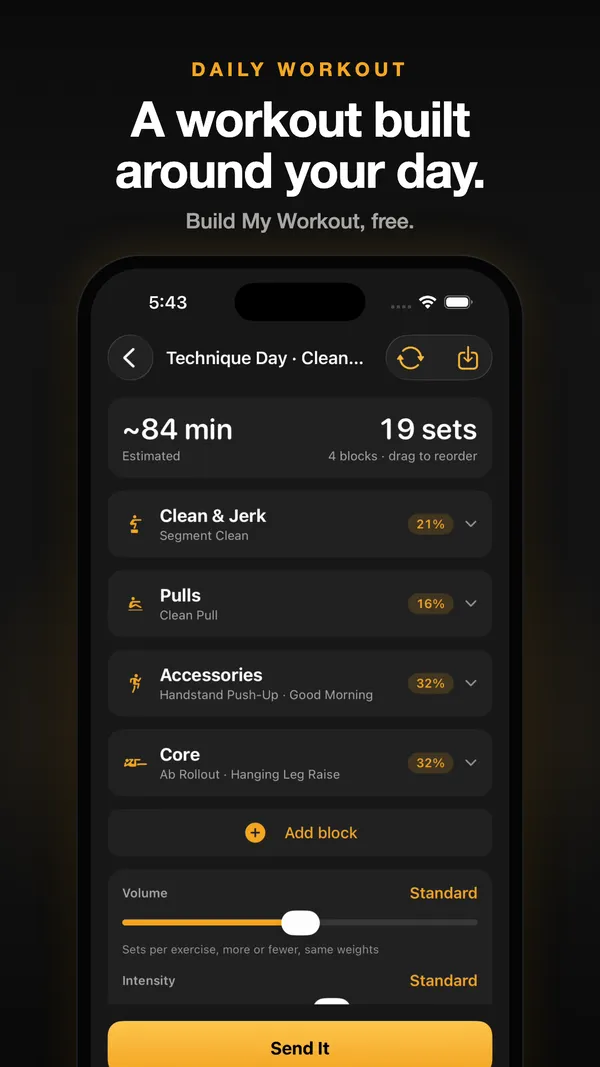 DAILY WORKOUT
A workout built
around your day.
Build My Workout, free.
5:43
Technique Day · Clean...
~84 min
19 sets
Estimated
4 blocks · drag to reorder
Clean & Jerk
Segment Clean
21%
Pulls
Clean Pull
16%
Accessories
Handstand Push-Up · Good Morning
32%
Core
Ab Rollout · Hanging Leg Raise
32%
Add block
Volume
Standard
Sets per exercise, more or fewer, same weights
Intensity
Standard
Send It